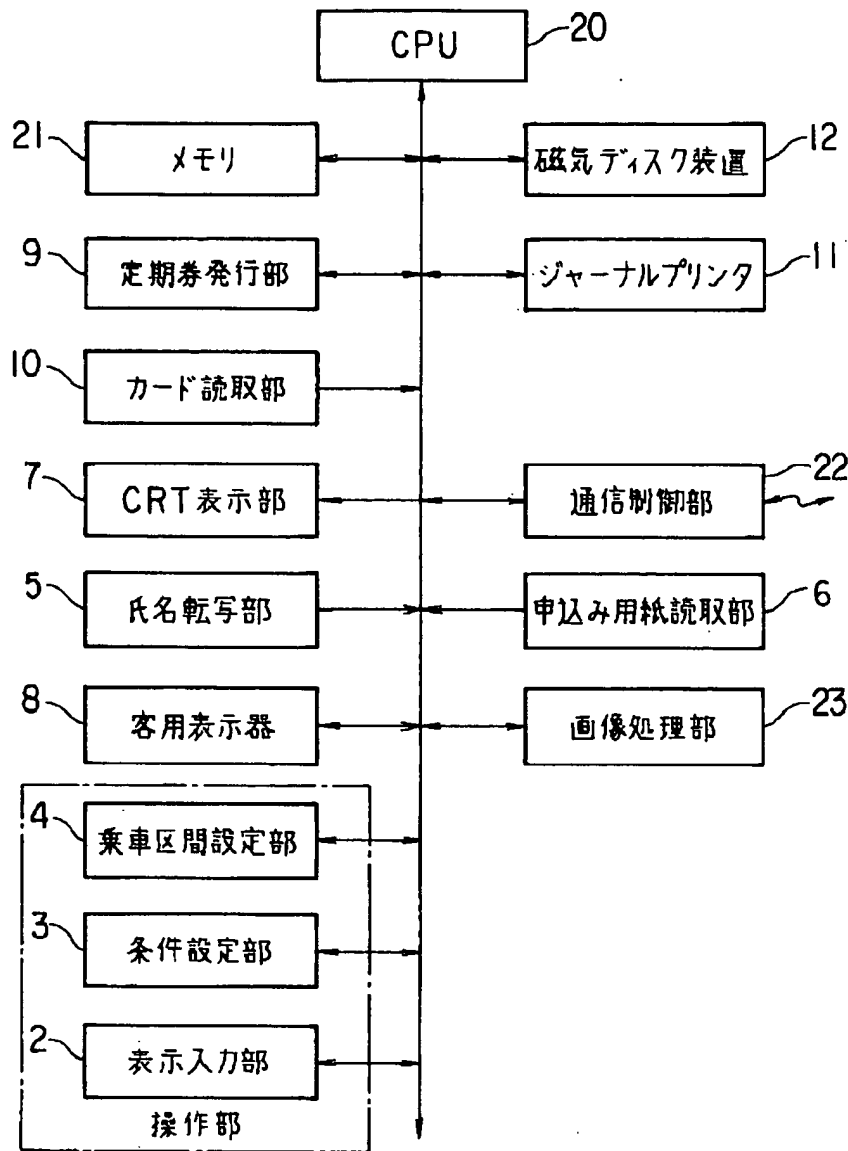 CPU
20
21
メモリ
磁気ディスク装置
12
9
定期券発行部
ジャーナルプリンタ
11
10
カード読取部
7
CRT表示部
通信制御部
22
5
氏名転写部
申込み用紙読取部
6
8
客用表示器
画像処理部
23
4
乗車区間設定部
3
条件設定部
2
表示入力部
操作部